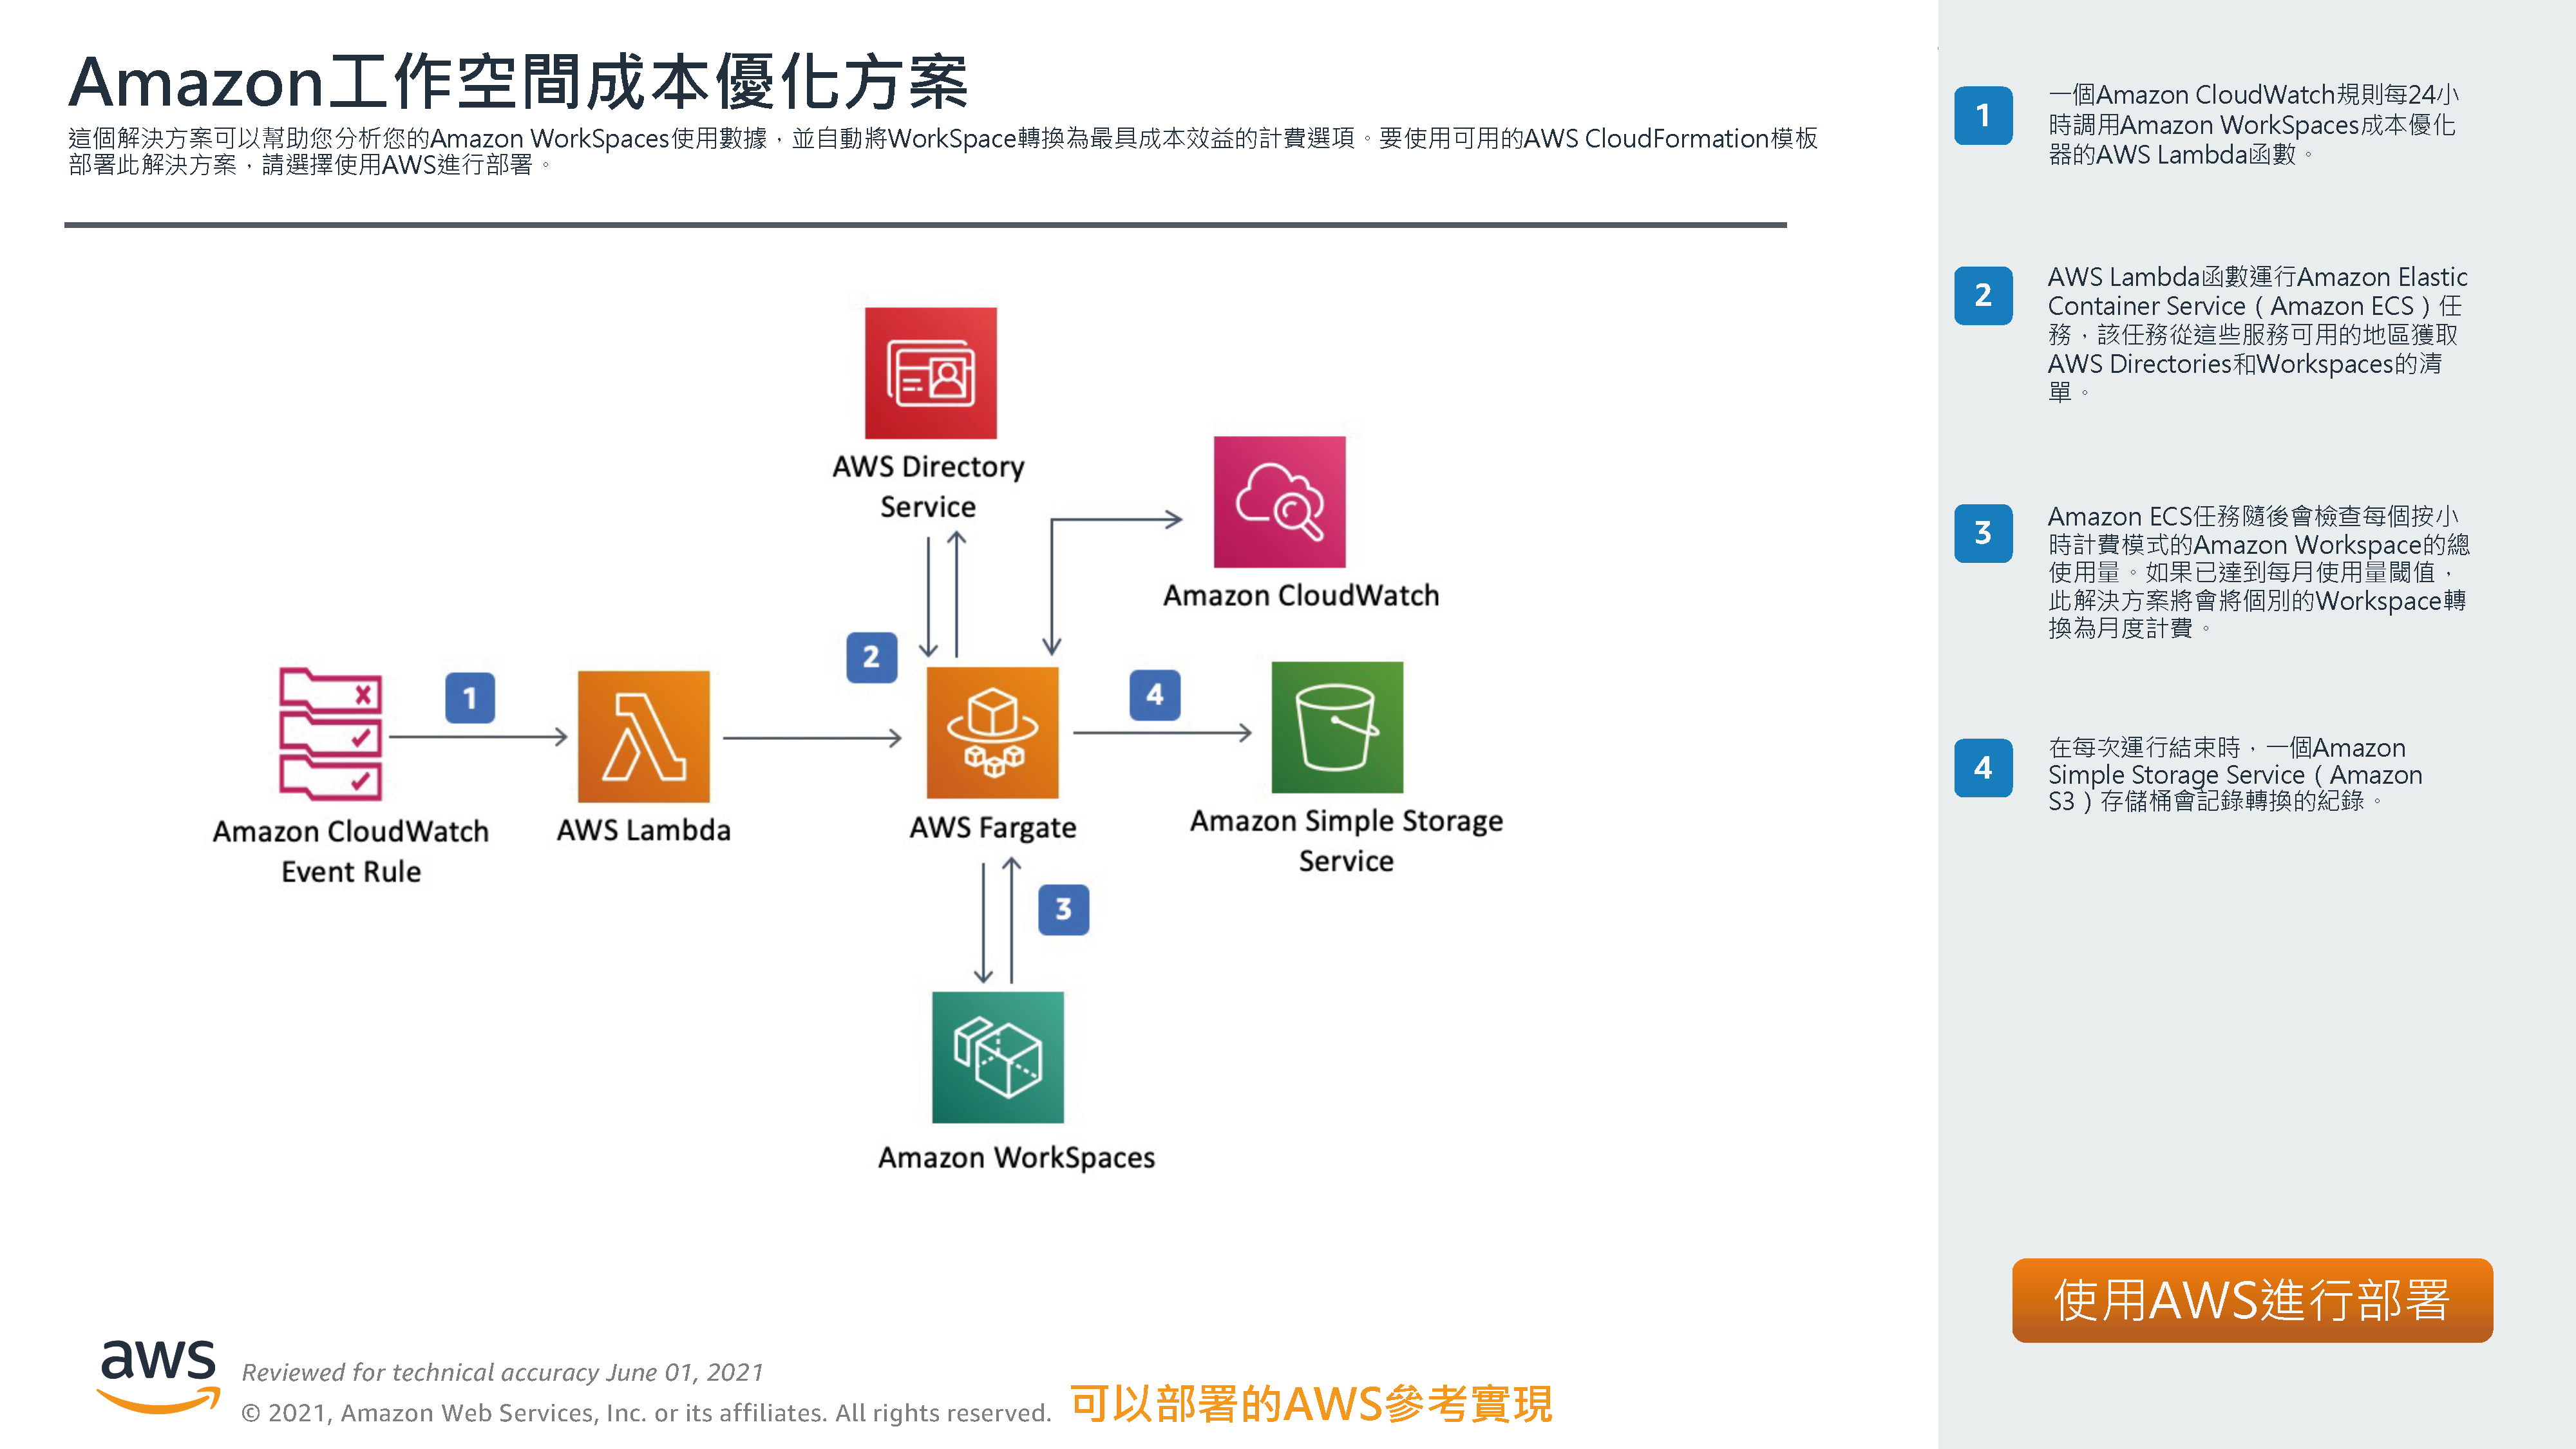 Amazon工作空間成本優化方案
這個解決方案可以幫助您分析您的Amazon WorkSpaces使用數據，並自動將WorkSpace轉換為最具成本效益的計費選項。要使用可用的AWS CloudFormation模板
部署此解決方案，請選擇使用AWS進行部署。
AWS Directory
Service
Amazon CloudWatch
2
1
4
Amazon CloudWatch
Event Rule
AWS Lambda
AWS Fargate
Amazon Simple Storage
Service
3
Amazon WorkSpaces
1
一個Amazon CloudWatch規則每24小
時調用Amazon WorkSpaces成本優化
器的AWS Lambda函數。
2
AWS Lambda函數運行Amazon Elastic
Container Service（Amazon ECS）任
務，該任務從這些服務可用的地區獲取
AWS Directories和Workspaces的清
單。
3
Amazon ECS任務隨後會檢查每個按小
時計費模式的Amazon Workspace的總
使用量。如果已達到每月使用量閾值，
此解決方案將會將個別的Workspace轉
換為月度計費。
4
在每次運行結束時，一個Amazon
Simple Storage Service（Amazon
S3）存儲桶會記錄轉換的紀錄。
使用AWS進行部署
aws
Reviewed for technical accuracy June 01, 2021
© 2021, Amazon Web Services, Inc. or its affiliates. All rights reserved.
可以部署的AWS參考實現